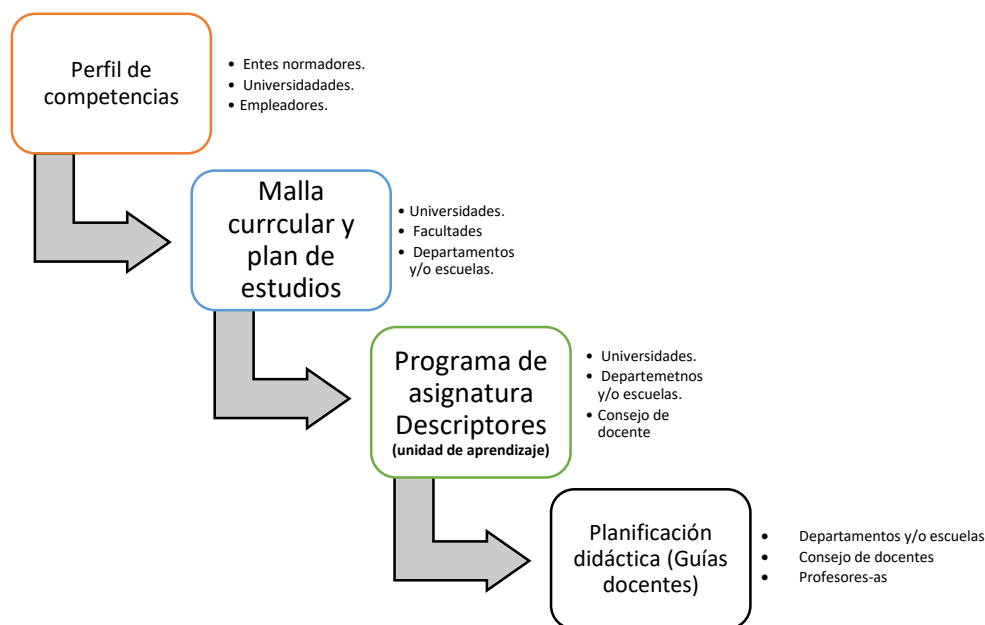 Perfil de
competencias
• Entes normadores.
• Universidadades.
• Empleadores.
Malla
currcular y
plan de
estudios
• Universidades.
• Facultades
• Departamentos
y/o escuelas.
Programa de
asignatura
Descriptores
(unidad de aprendizaje)
• Universidades.
• Departemetnos
y/o escuelas.
• Consejo de
docente
Planificación
didáctica (Guías
docentes)
• Departamentos y/o escuelas
• Consejo de docentes
• Profesores-as